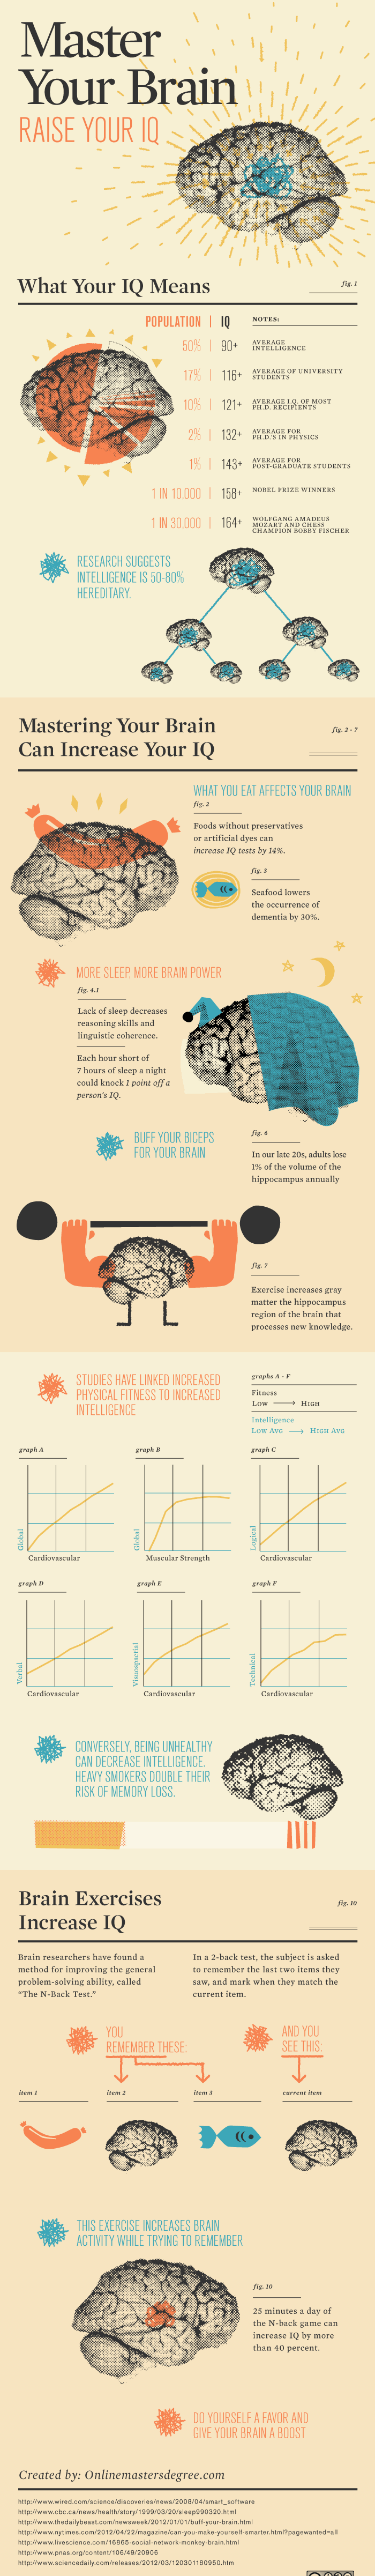 Master
Your Brain
RAISE YOUR IQ
What Your IQ Means
fig. 1
POPULATION | IQ
NOTES:
50% | 90+
AVERAGE
INTELLIGENCE
17% | 116+
AVERAGE OF UNIVERSITY
STUDENTS
10% | 121+
AVERAGE I.Q. OF MOST
PH.D. RECIPIENTS
2% | 132+
AVERAGE FOR
PH.D.'S IN PHYSICS
1% | 143+
AVERAGE FOR
POST-GRADUATE STUDENTS
1 IN 10,000 | 158+
NOBEL PRIZE WINNERS
1 IN 30,000 | 164+
WOLFGANG AMADEUS
MOZART AND CHESS
CHAMPION BOBBY FISCHER
RESEARCH SUGGESTS
INTELLIGENCE IS 50-80%
HEREDITARY.
Mastering Your Brain
Can Increase Your IQ
fig. 2 - 7
WHAT YOU EAT AFFECTS YOUR BRAIN
fig. 2
Foods without preservatives
or artificial dyes can
increase IQ tests by 14%.
fig. 3
Seafood lowers
the occurrence of
dementia by 30%.
MORE SLEEP, MORE BRAIN POWER
fig. 4.1
Lack of sleep decreases
reasoning skills and
linguistic coherence.
Each hour short of
7 hours of sleep a night
could knock 1 point off a
person's IQ.
BUFF YOUR BICEPS
FOR YOUR BRAIN
fig. 6
In our late 20s, adults lose
1% of the volume of the
hippocampus annually
fig. 7
Exercise increases gray
matter the hippocampus
region of the brain that
processes new knowledge.
STUDIES HAVE LINKED INCREASED
PHYSICAL FITNESS TO INCREASED
INTELLIGENCE
graphs A - F
Fitness
LOW → HIGH
Intelligence
LOW AVG → HIGH AVG
graph A
graph B
graph C
Global
Global
Logical
Cardiovascular
Muscular Strength
Cardiovascular
graph D
graph E
graph F
Verbal
Visuospactial
Technical
Cardiovascular
Cardiovascular
Cardiovascular
CONVERSELY, BEING UNHEALTHY
CAN DECREASE INTELLIGENCE.
HEAVY SMOKERS DOUBLE THEIR
RISK OF MEMORY LOSS.
Brain Exercises
Increase IQ
fig. 10
Brain researchers have found a
method for improving the general
problem-solving ability, called
“The N-Back Test.”
In a 2-back test, the subject is asked
to remember the last two items they
saw, and mark when they match the
current item.
YOU
REMEMBER THESE:
AND YOU
SEE THIS:
item 1
item 2
item 3
current item
THIS EXERCISE INCREASES BRAIN
ACTIVITY WHILE TRYING TO REMEMBER
fig. 10
25 minutes a day of
the N-back game can
increase IQ by more
than 40 percent.
DO YOURSELF A FAVOR AND
GIVE YOUR BRAIN A BOOST
Created by: Onlinemastersdegree.com
http://www.wired.com/science/discoveries/news/2008/04/smart_software
http://www.cbc.ca/news/health/story/1999/03/20/sleep990320.html
http://www.thedailybeast.com/newsweek/2012/01/01/buff-your-brain.html
http://www.nytimes.com/2012/04/22/magazine/can-you-make-yourself-smarter.html?pagewanted=all
http://www.livescience.com/16865-social-network-monkey-brain.html
http://www.pnas.org/content/106/49/20906
http://www.sciencedaily.com/releases/2012/03/120301180950.htm